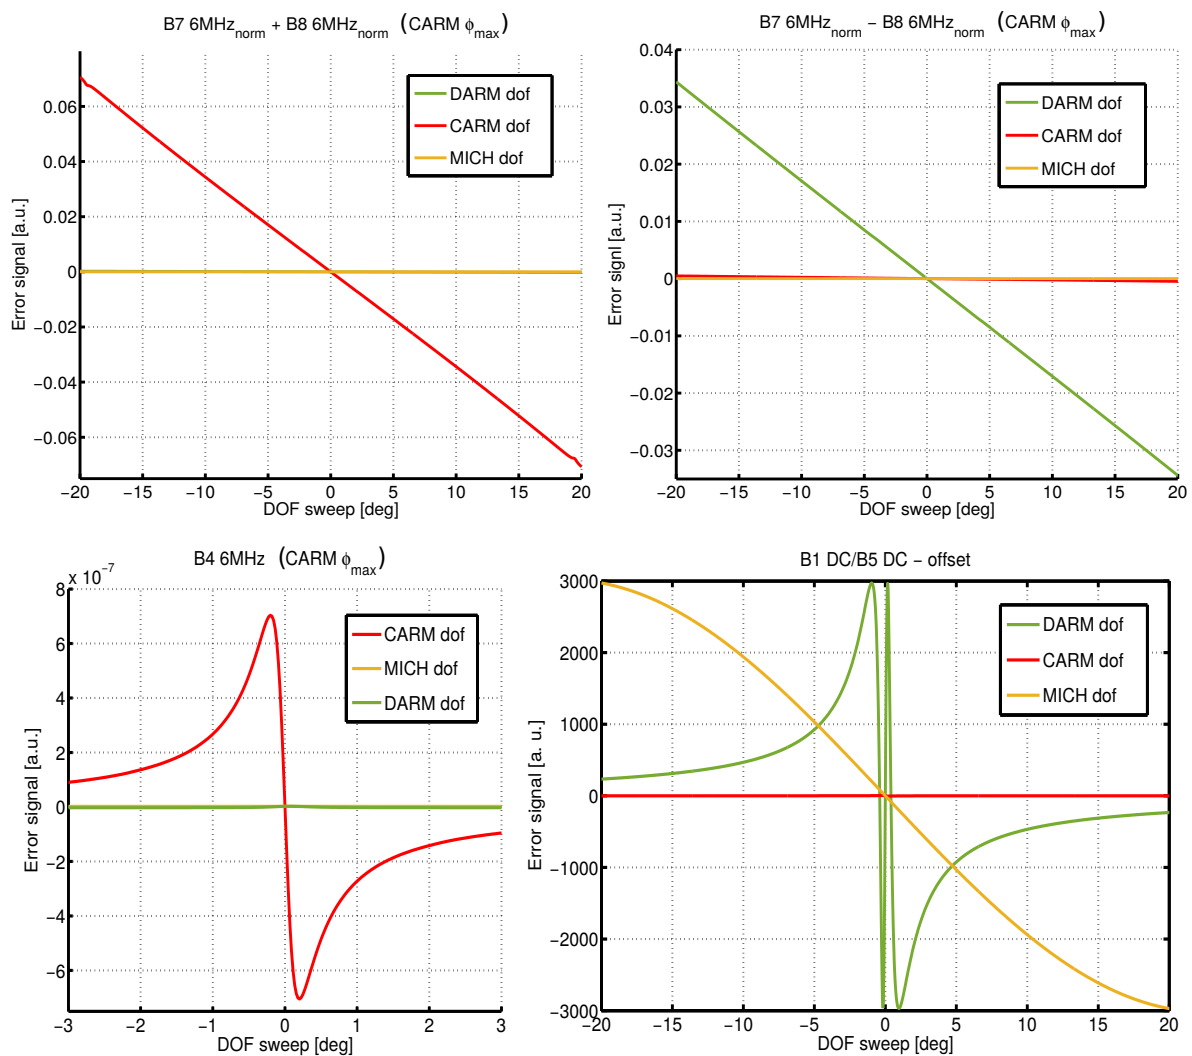 B7 6MHz_norm + B8 6MHz_norm (CARM ϕ_max)
DARM dof
CARM dof
MICH dof
0.06
0.04
0.02
0
−0.02
−0.04
−0.06
Error signal [a.u.]
−20 −15 −10 −5 0 5 10 15 20
DOF sweep [deg]
B7 6MHz_norm − B8 6MHz_norm (CARM ϕ_max)
DARM dof
CARM dof
MICH dof
0.04
0.03
0.02
0.01
0
−0.01
−0.02
−0.03
Error signl [a.u.]
−20 −15 −10 −5 0 5 10 15 20
DOF sweep [deg]
B4 6MHz (CARM ϕ_max)
x 10⁻⁷
CARM dof
MICH dof
DARM dof
8
6
4
2
0
−2
−4
−6
Error signal [a.u.]
−3 −2 −1 0 1 2 3
DOF sweep [deg]
B1 DC/B5 DC − offset
DARM dof
CARM dof
MICH dof
3000
2000
1000
0
−1000
−2000
−3000
Error signal [a. u.]
−20 −15 −10 −5 0 5 10 15 20
DOF sweep [deg]